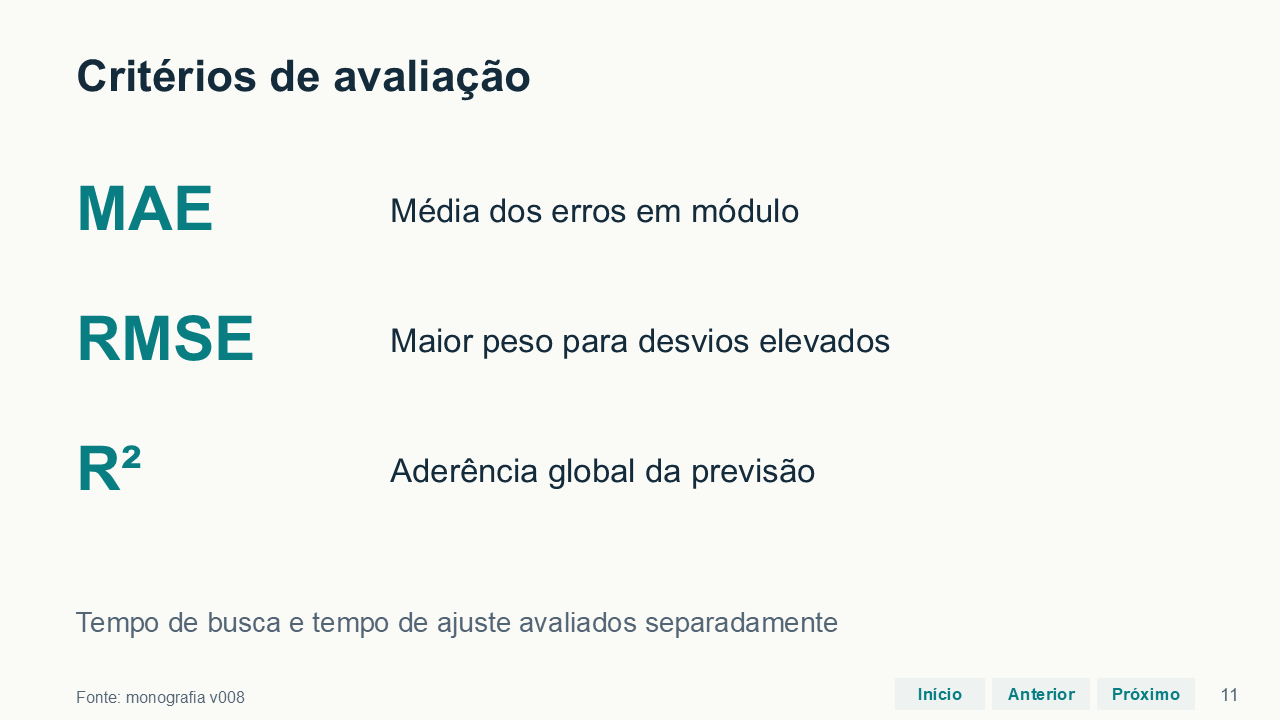 Critérios de avaliação
MAE
Média dos erros em módulo
RMSE
Maior peso para desvios elevados
R²
Aderência global da previsão
Tempo de busca e tempo de ajuste avaliados separadamente
Fonte: monografia v008
Início
Anterior
Próximo
11